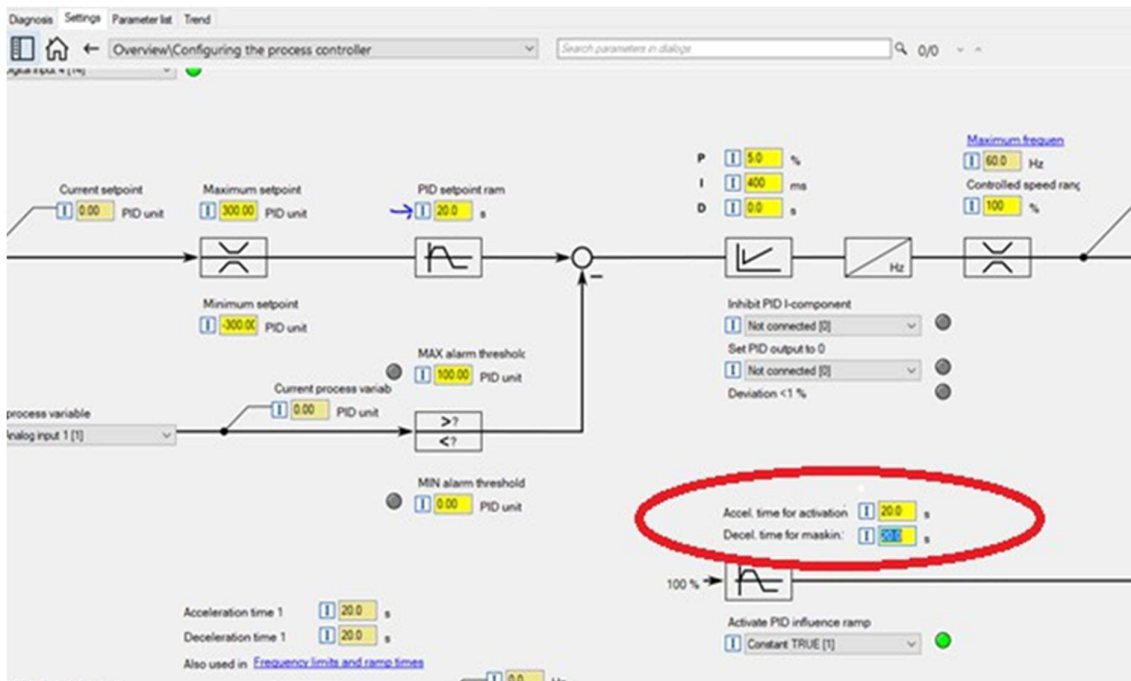 Diagnosis Settings Parameter list Trend
Overview\Configuring the process controller
Search parameters in dialogs
0/0
Maximum frequen
P 5.0 %
60.0 Hz
Current setpoint Maximum setpoint PID setpoint ram
I 400 ms
Controlled speed rang
0.00 PID unit 300.00 PID unit 20.0 s
D 0.0 s
100 %
Hz
Minimum setpoint
-300.00 PID unit
Inhibit PID I-component
Not connected [0]
Set PID output to 0
MAX alarm threshold
100.00 PID unit
Not connected [0]
Current process variab
Deviation <1 %
0.00 PID unit
process variable
Analog input 1 [1]
>?
<?
MIN alarm threshold
0.00 PID unit
Accel. time for activation 20.0 s
Decel. time for maskin: 20.0 s
100 %
Acceleration time 1 20.0 s
Deceleration time 1 20.0 s
Activate PID influence ramp
Constant TRUE [1]
Also used in Frequency limits and ramp times
0.0 Hz